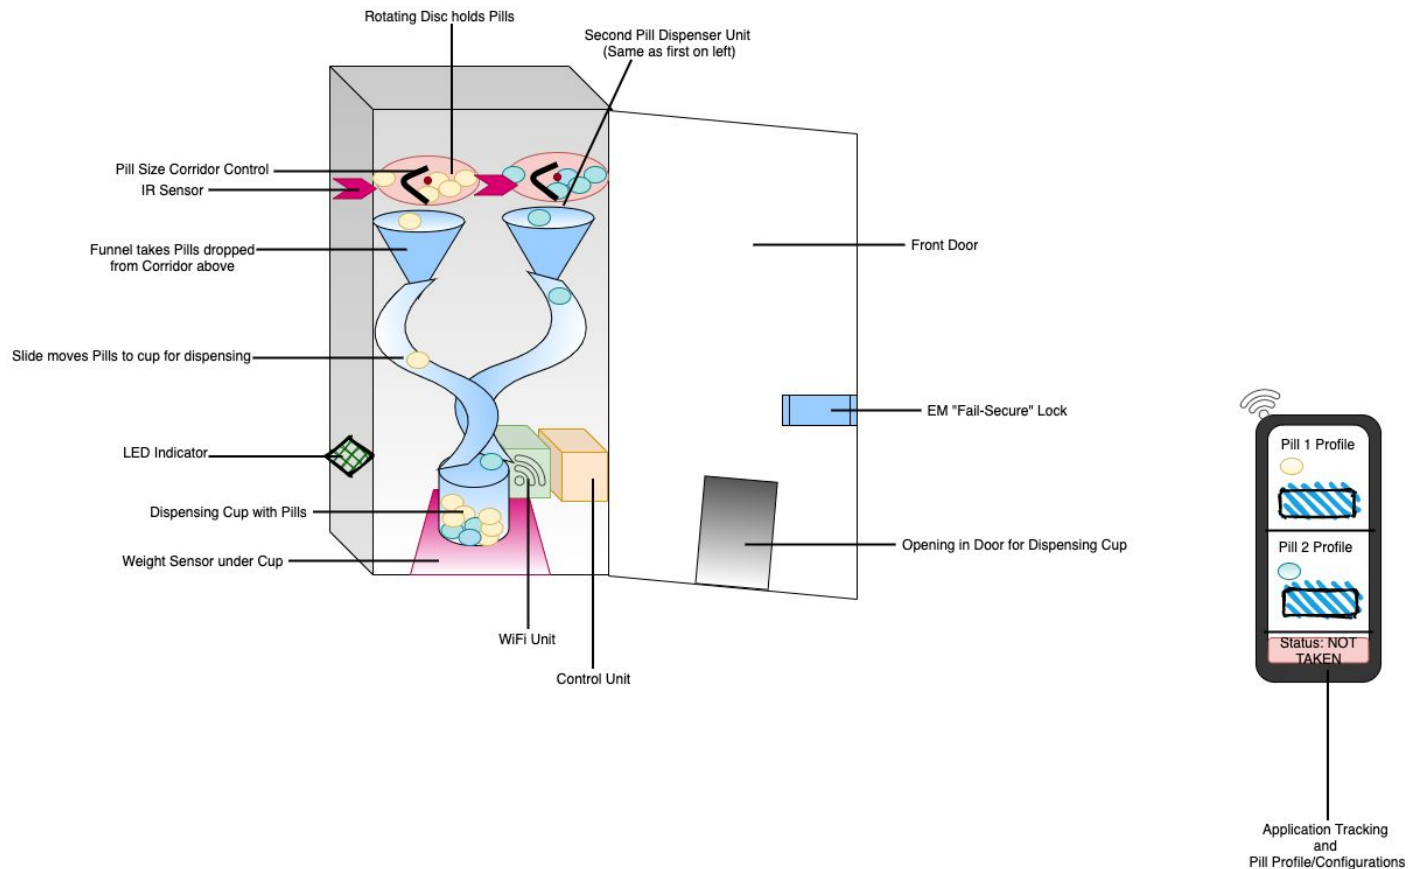 Rotating Disc holds Pills
Second Pill Dispenser Unit
(Same as first on left)
Pill Size Corridor Control
IR Sensor
Funnel takes Pills dropped
from Corridor above
Front Door
Slide moves Pills to cup for dispensing
EM "Fail-Secure" Lock
LED Indicator
Dispensing Cup with Pills
Weight Sensor under Cup
Opening in Door for Dispensing Cup
WiFi Unit
Control Unit
Pill 1 Profile
Pill 2 Profile
Status: NOT
TAKEN
Application Tracking
and
Pill Profile/Configurations